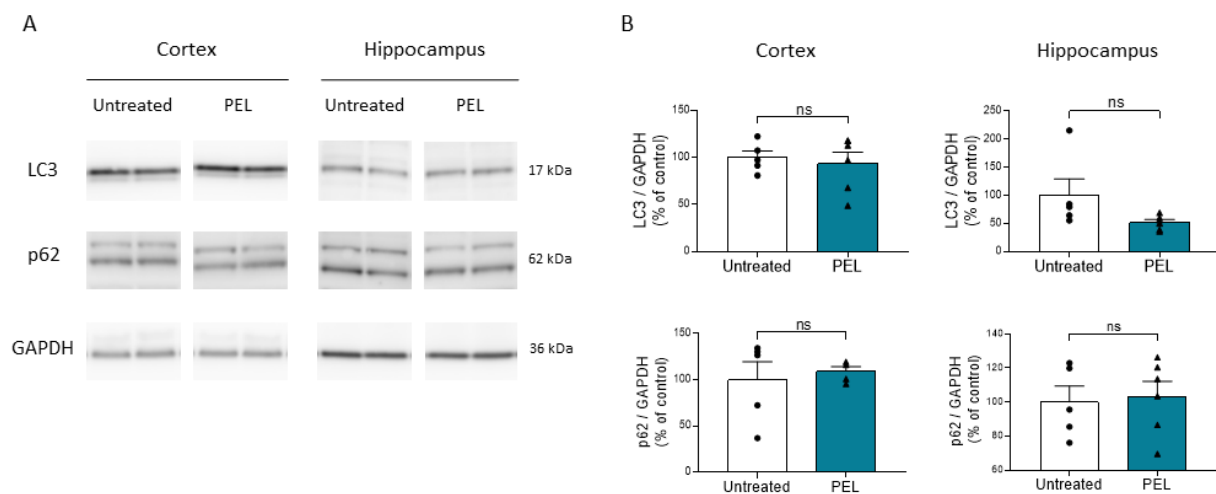 A
Cortex Hippocampus
Untreated PEL Untreated PEL
LC3 17 kDa
p62 62 kDa
GAPDH 36 kDa
B
Cortex Hippocampus
LC3 / GAPDH
(% of control)
150
100
50
0
ns
Untreated PEL
LC3 / GAPDH
(% of control)
250
200
150
100
50
0
ns
Untreated PEL
p62 / GAPDH
(% of control)
150
100
50
0
ns
Untreated PEL
p62 / GAPDH
(% of control)
140
120
100
80
60
ns
Untreated PEL